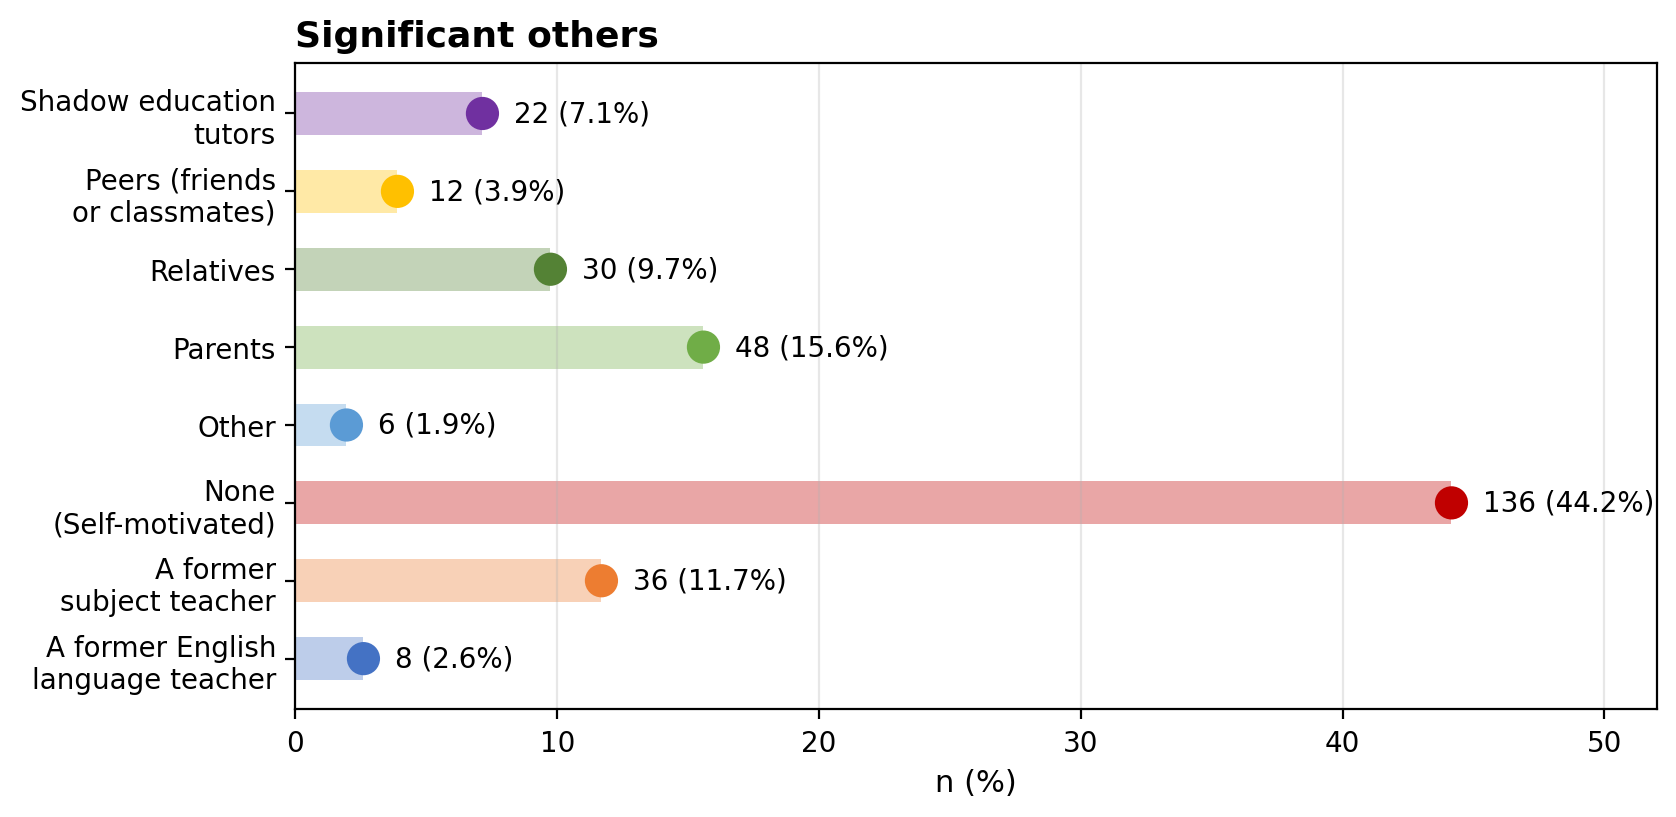 Significant others
Shadow education
tutors
22 (7.1%)
Peers (friends
or classmates)
12 (3.9%)
Relatives
30 (9.7%)
Parents
48 (15.6%)
Other
6 (1.9%)
None
(Self-motivated)
136 (44.2%)
A former
subject teacher
36 (11.7%)
A former English
language teacher
8 (2.6%)
0 10 20 30 40 50
n (%)